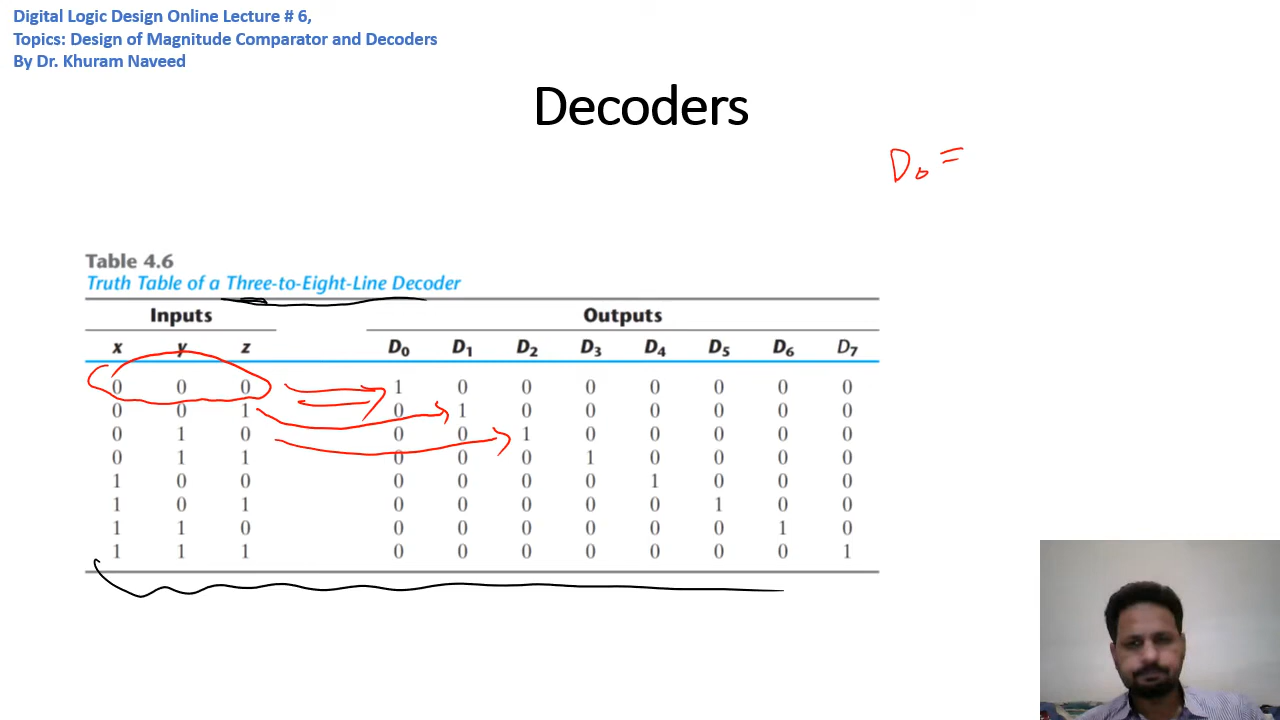 Digital Logic Design Online Lecture # 6,
Topics: Design of Magnitude Comparator and Decoders
By Dr. Khuram Naveed
Decoders
D₀ =
Table 4.6
Truth Table of a Three-to-Eight-Line Decoder
Inputs Outputs
x y z D₀ D₁ D₂ D₃ D₄ D₅ D₆ D₇
0 0 0 1 0 0 0 0 0 0 0
0 0 1 0 1 0 0 0 0 0 0
0 1 0 0 0 1 0 0 0 0 0
0 1 1 0 0 0 1 0 0 0 0
1 0 0 0 0 0 0 1 0 0 0
1 0 1 0 0 0 0 0 1 0 0
1 1 0 0 0 0 0 0 0 1 0
1 1 1 0 0 0 0 0 0 0 1